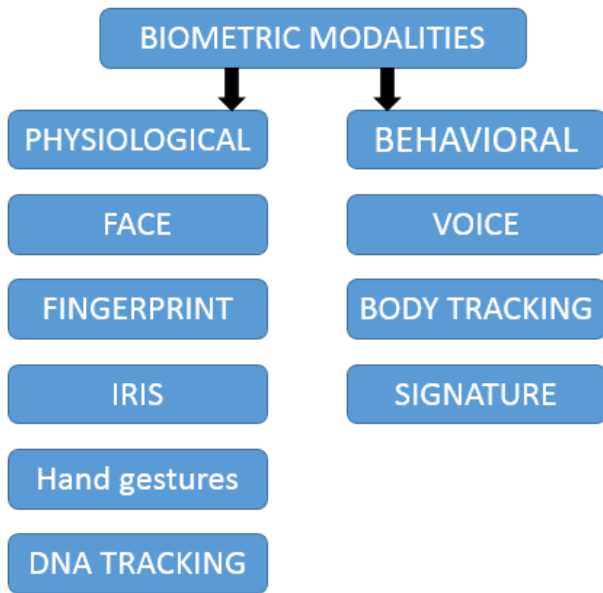 BIOMETRIC MODALITIES
PHYSIOLOGICAL
FACE
FINGERPRINT
IRIS
Hand gestures
DNA TRACKING
BEHAVIORAL
VOICE
BODY TRACKING
SIGNATURE